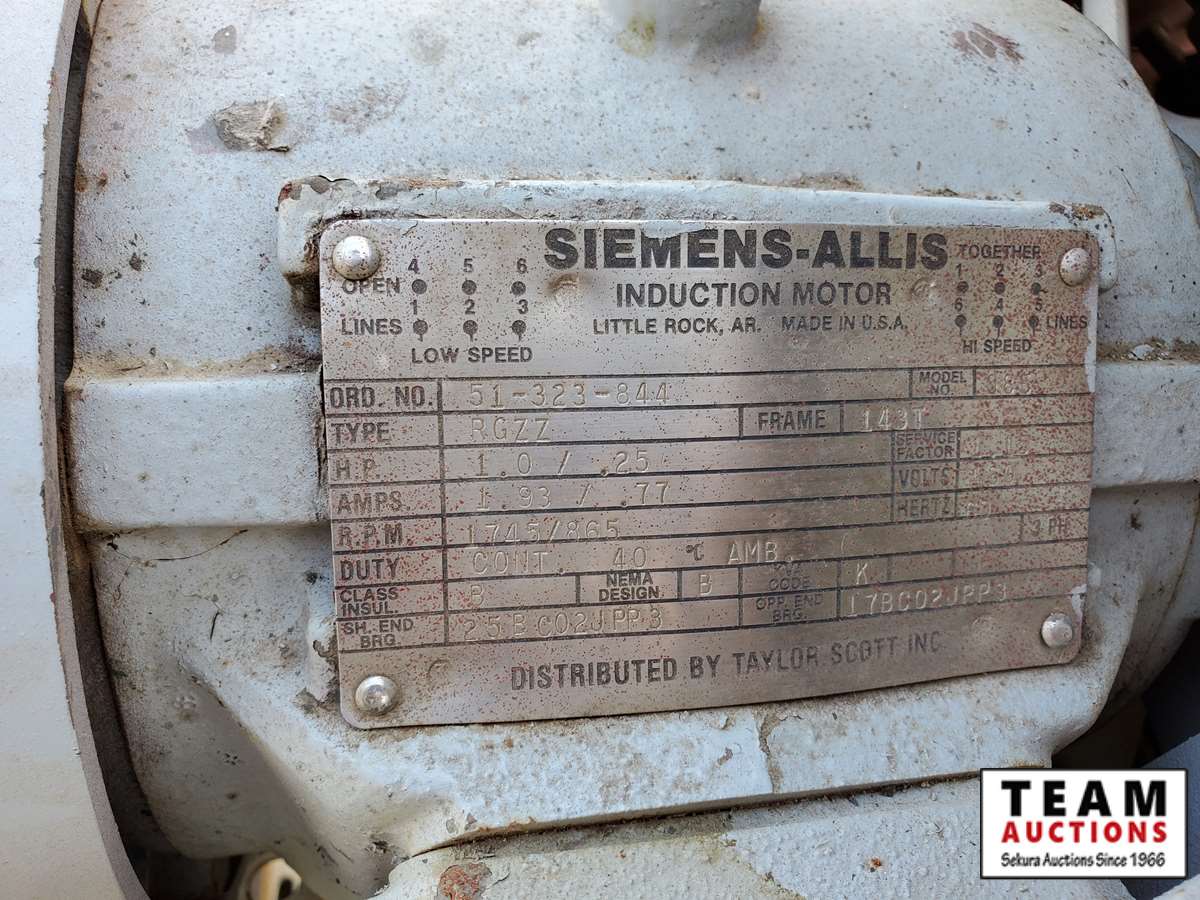 SIEMENS-ALLIS
INDUCTION MOTOR
LITTLE ROCK, AR. MADE IN U.S.A.
4 5 6
OPEN
1 2 3
LINES
LOW SPEED
TOGETHER
1 2 3
6 4 5
LINES
HI SPEED
ORD. NO. 51-323-844 MODEL NO.
TYPE RGZZ FRAME 143T
H.P. 1.0 / .25 SERVICE FACTOR
AMPS. 1.93 / .77 VOLTS
R.P.M. 1745/865 HERTZ
DUTY CONT. 40 °C AMB. 3 PH
CLASS INSUL. B NEMA DESIGN B CODE K
SH. END BRG. 25BC02JPP3 OPP. END BRG. 17BC02JPP3
DISTRIBUTED BY TAYLOR SCOTT INC
TEAM
AUCTIONS
Sekura Auctions Since 1966